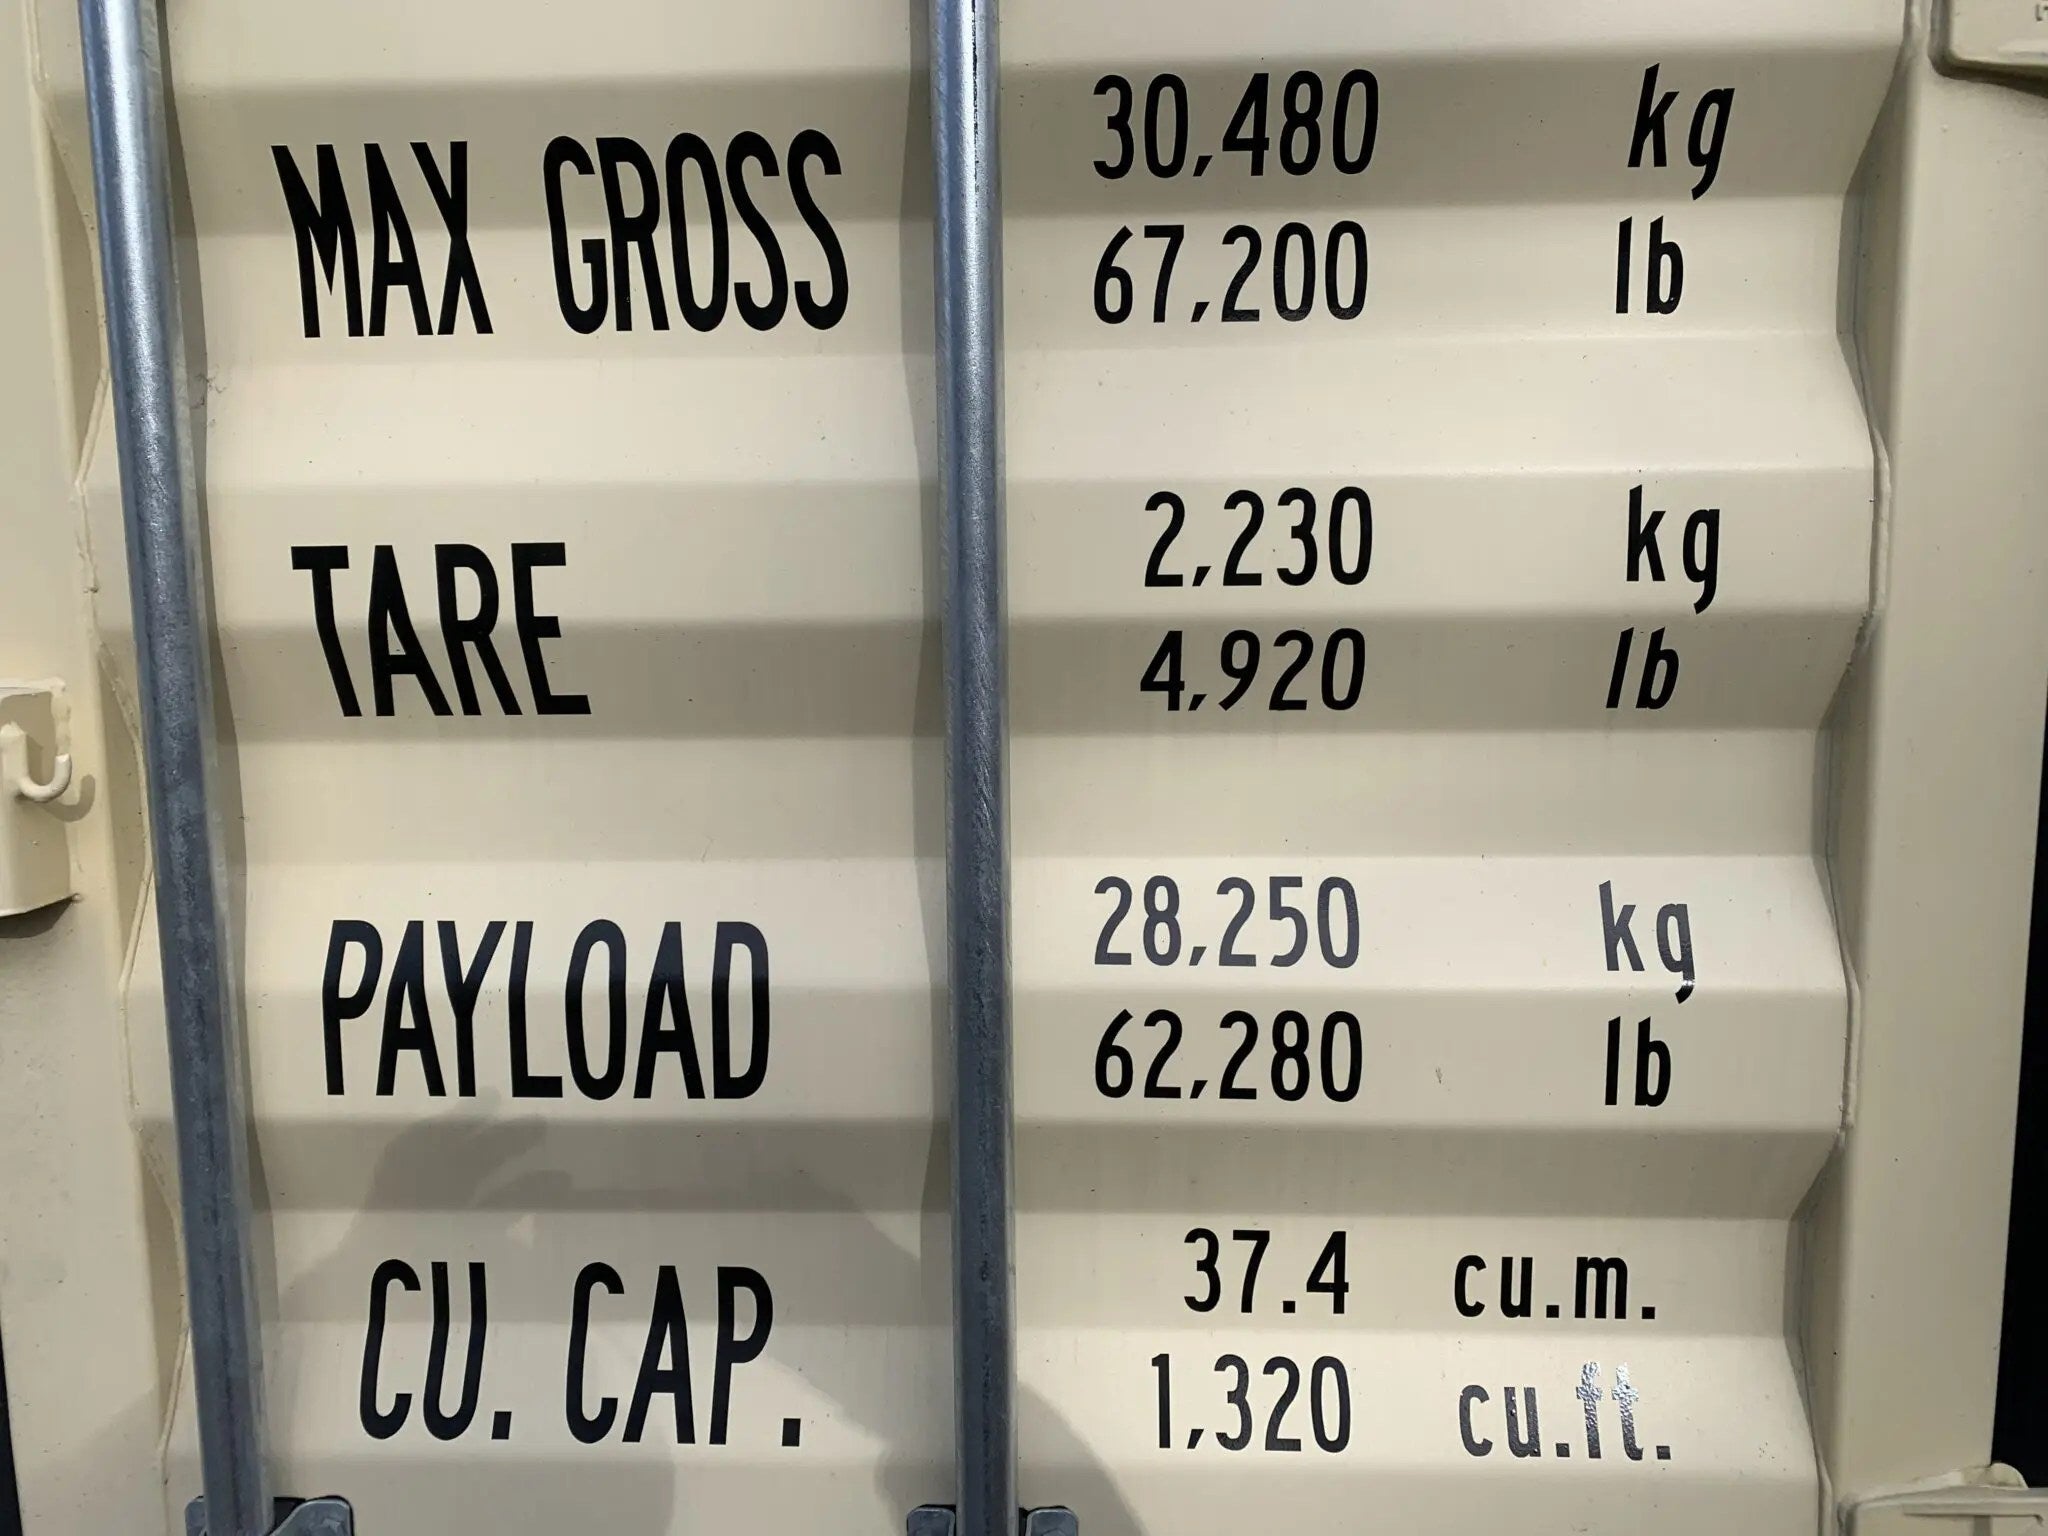 MAX GROSS 30,480 kg
67,200 lb
TARE 2,230 kg
4,920 lb
PAYLOAD 28,250 kg
62,280 lb
CU. CAP. 37.4 cu.m.
1,320 cu.ft.